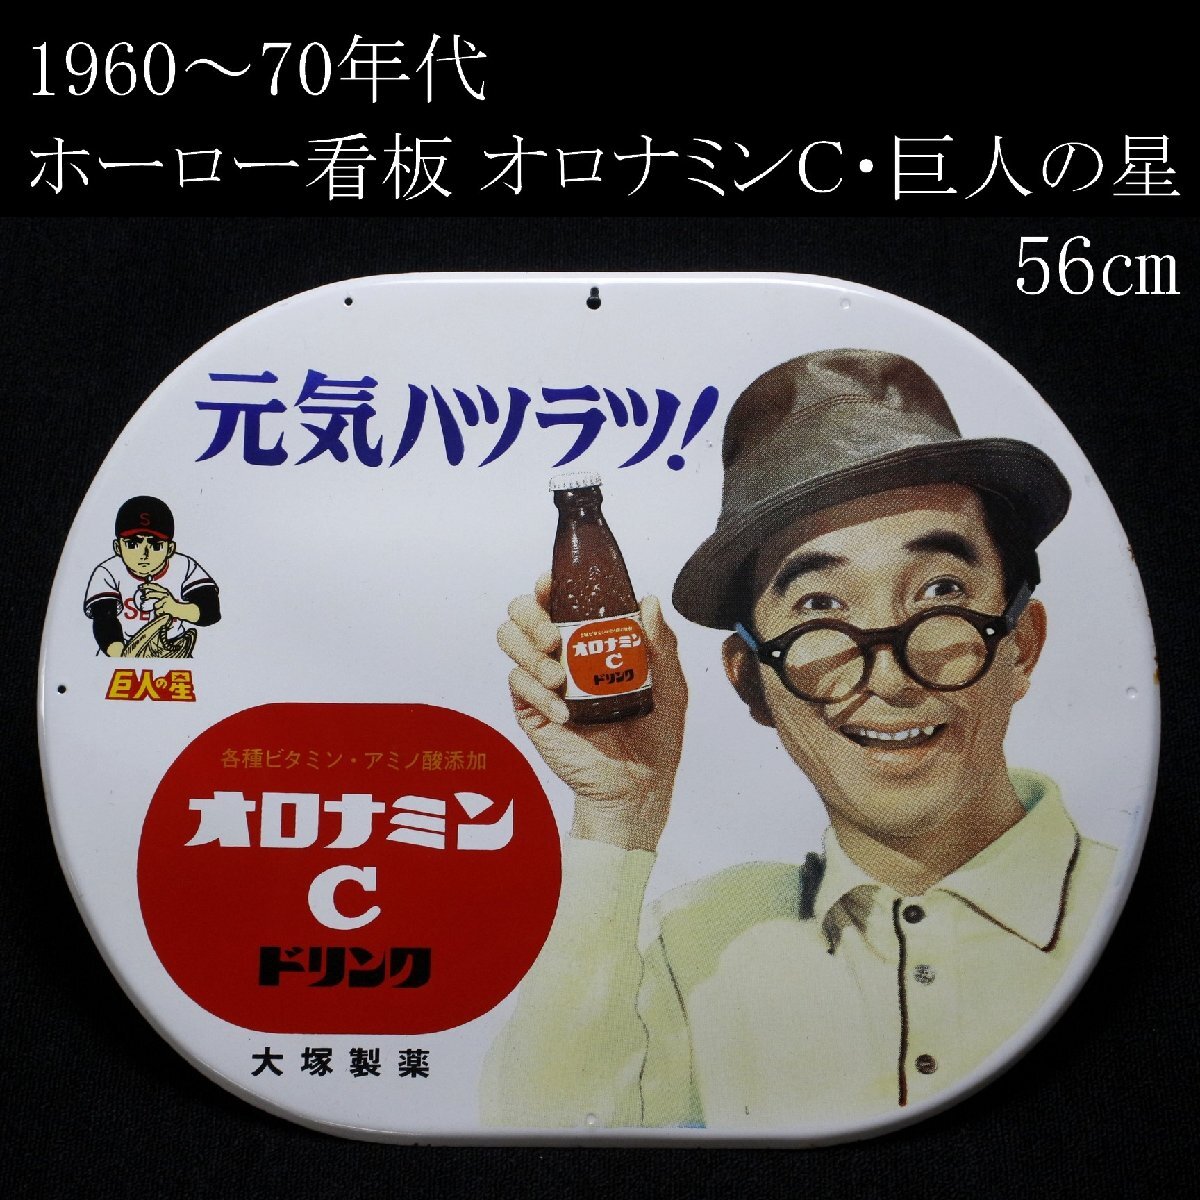 1960～70年代
ホーロー看板 オロナミンC・巨人の星
56cm
元気ハツラツ!
S
巨人の星
各種ビタミン・アミノ酸添加
オロナミン
C
ドリンク
大塚製薬
オロナミン
C
ドリンク